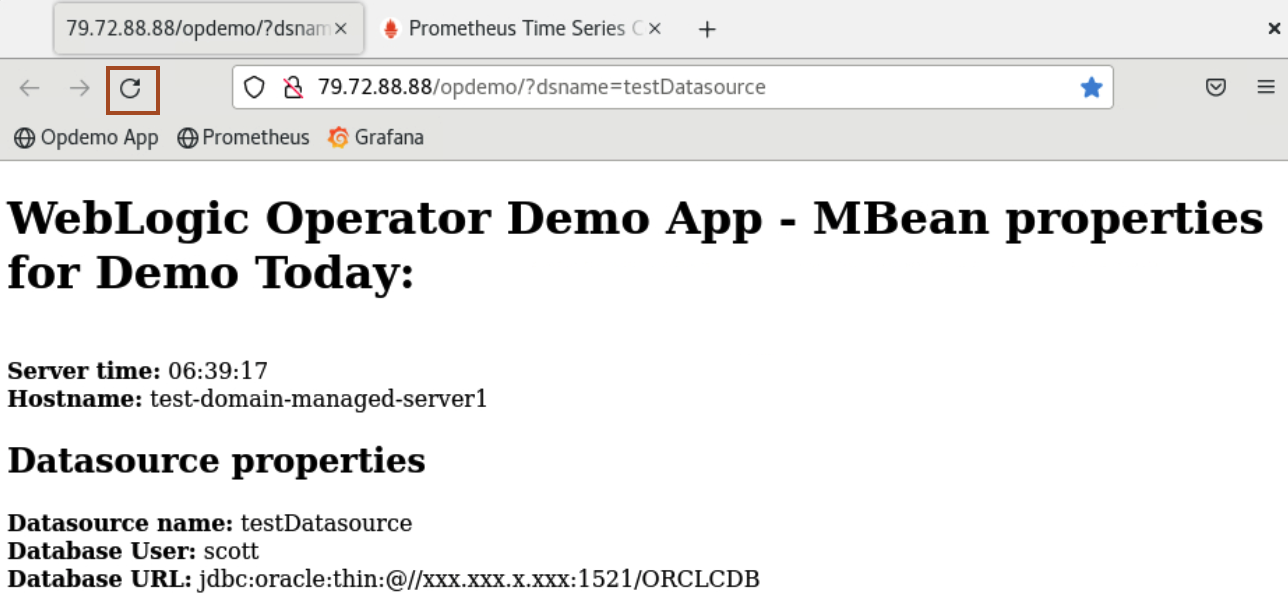 79.72.88.88/opdemo/?dsnam
Prometheus Time Series C
79.72.88.88/opdemo/?dsname=testDatasource
Opdemo App Prometheus Grafana
WebLogic Operator Demo App - MBean properties
for Demo Today:
Server time: 06:39:17
Hostname: test-domain-managed-server1
Datasource properties
Datasource name: testDatasource
Database User: scott
Database URL: jdbc:oracle:thin:@//xxx.xxx.x.xxx:1521/ORCLCDB